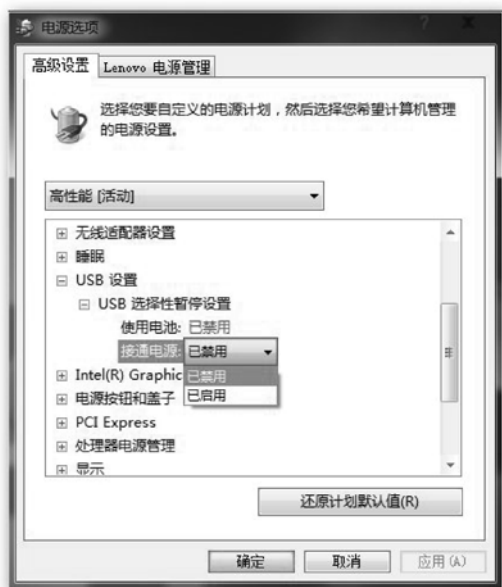 电源选项
高级设置 Lenovo 电源管理
选择您要自定义的电源计划，然后选择您希望计算机管理
的电源设置。
高性能 [活动]
无线适配器设置
睡眠
USB 设置
USB 选择性暂停设置
使用电池: 已禁用
接通电源: 已禁用
已禁用
已启用
Intel(R) Graphic
电源按钮和盖子
PCI Express
处理器电源管理
显示
还原计划默认值(R)
确定 取消 应用(A)